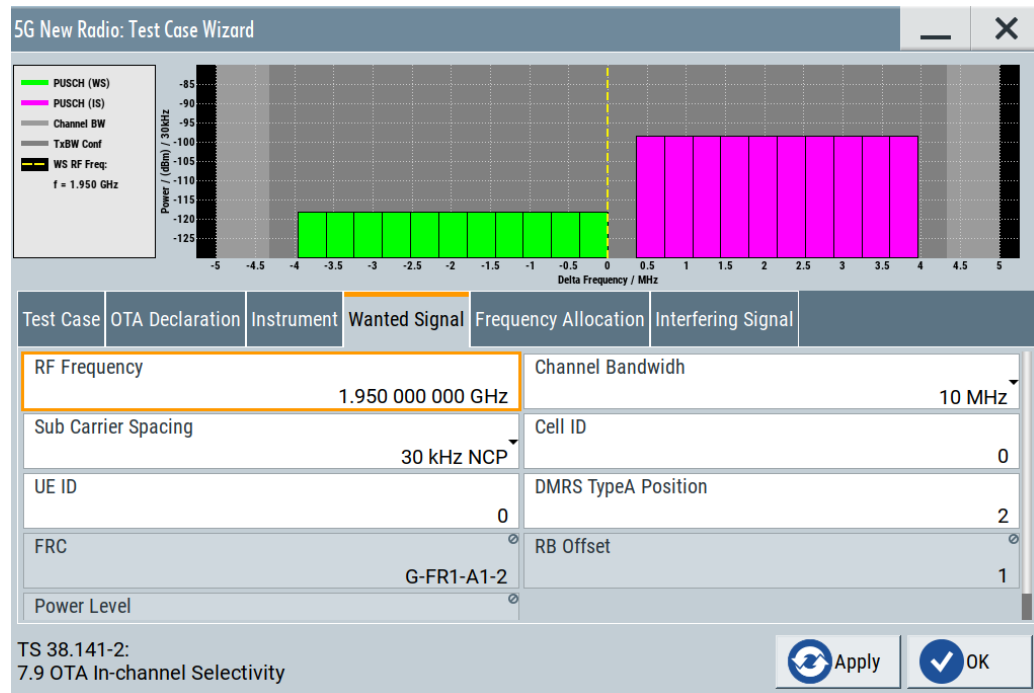 5G New Radio: Test Case Wizard
PUSCH (WS)
PUSCH (IS)
Channel BW
TxBW Conf
WS RF Freq:
f = 1.950 GHz
Power / (dBm) / 30kHz
-85
-90
-95
-100
-105
-110
-115
-120
-125
-5 -4.5 -4 -3.5 -3 -2.5 -2 -1.5 -1 -0.5 0 0.5 1 1.5 2 2.5 3 3.5 4 4.5 5
Delta Frequency / MHz
Test Case OTA Declaration Instrument Wanted Signal Frequency Allocation Interfering Signal
RF Frequency Channel Bandwidh
1.950 000 000 GHz 10 MHz
Sub Carrier Spacing Cell ID
30 kHz NCP 0
UE ID DMRS TypeA Position
0 2
FRC RB Offset
G-FR1-A1-2 1
Power Level
TS 38.141-2:
7.9 OTA In-channel Selectivity
Apply OK